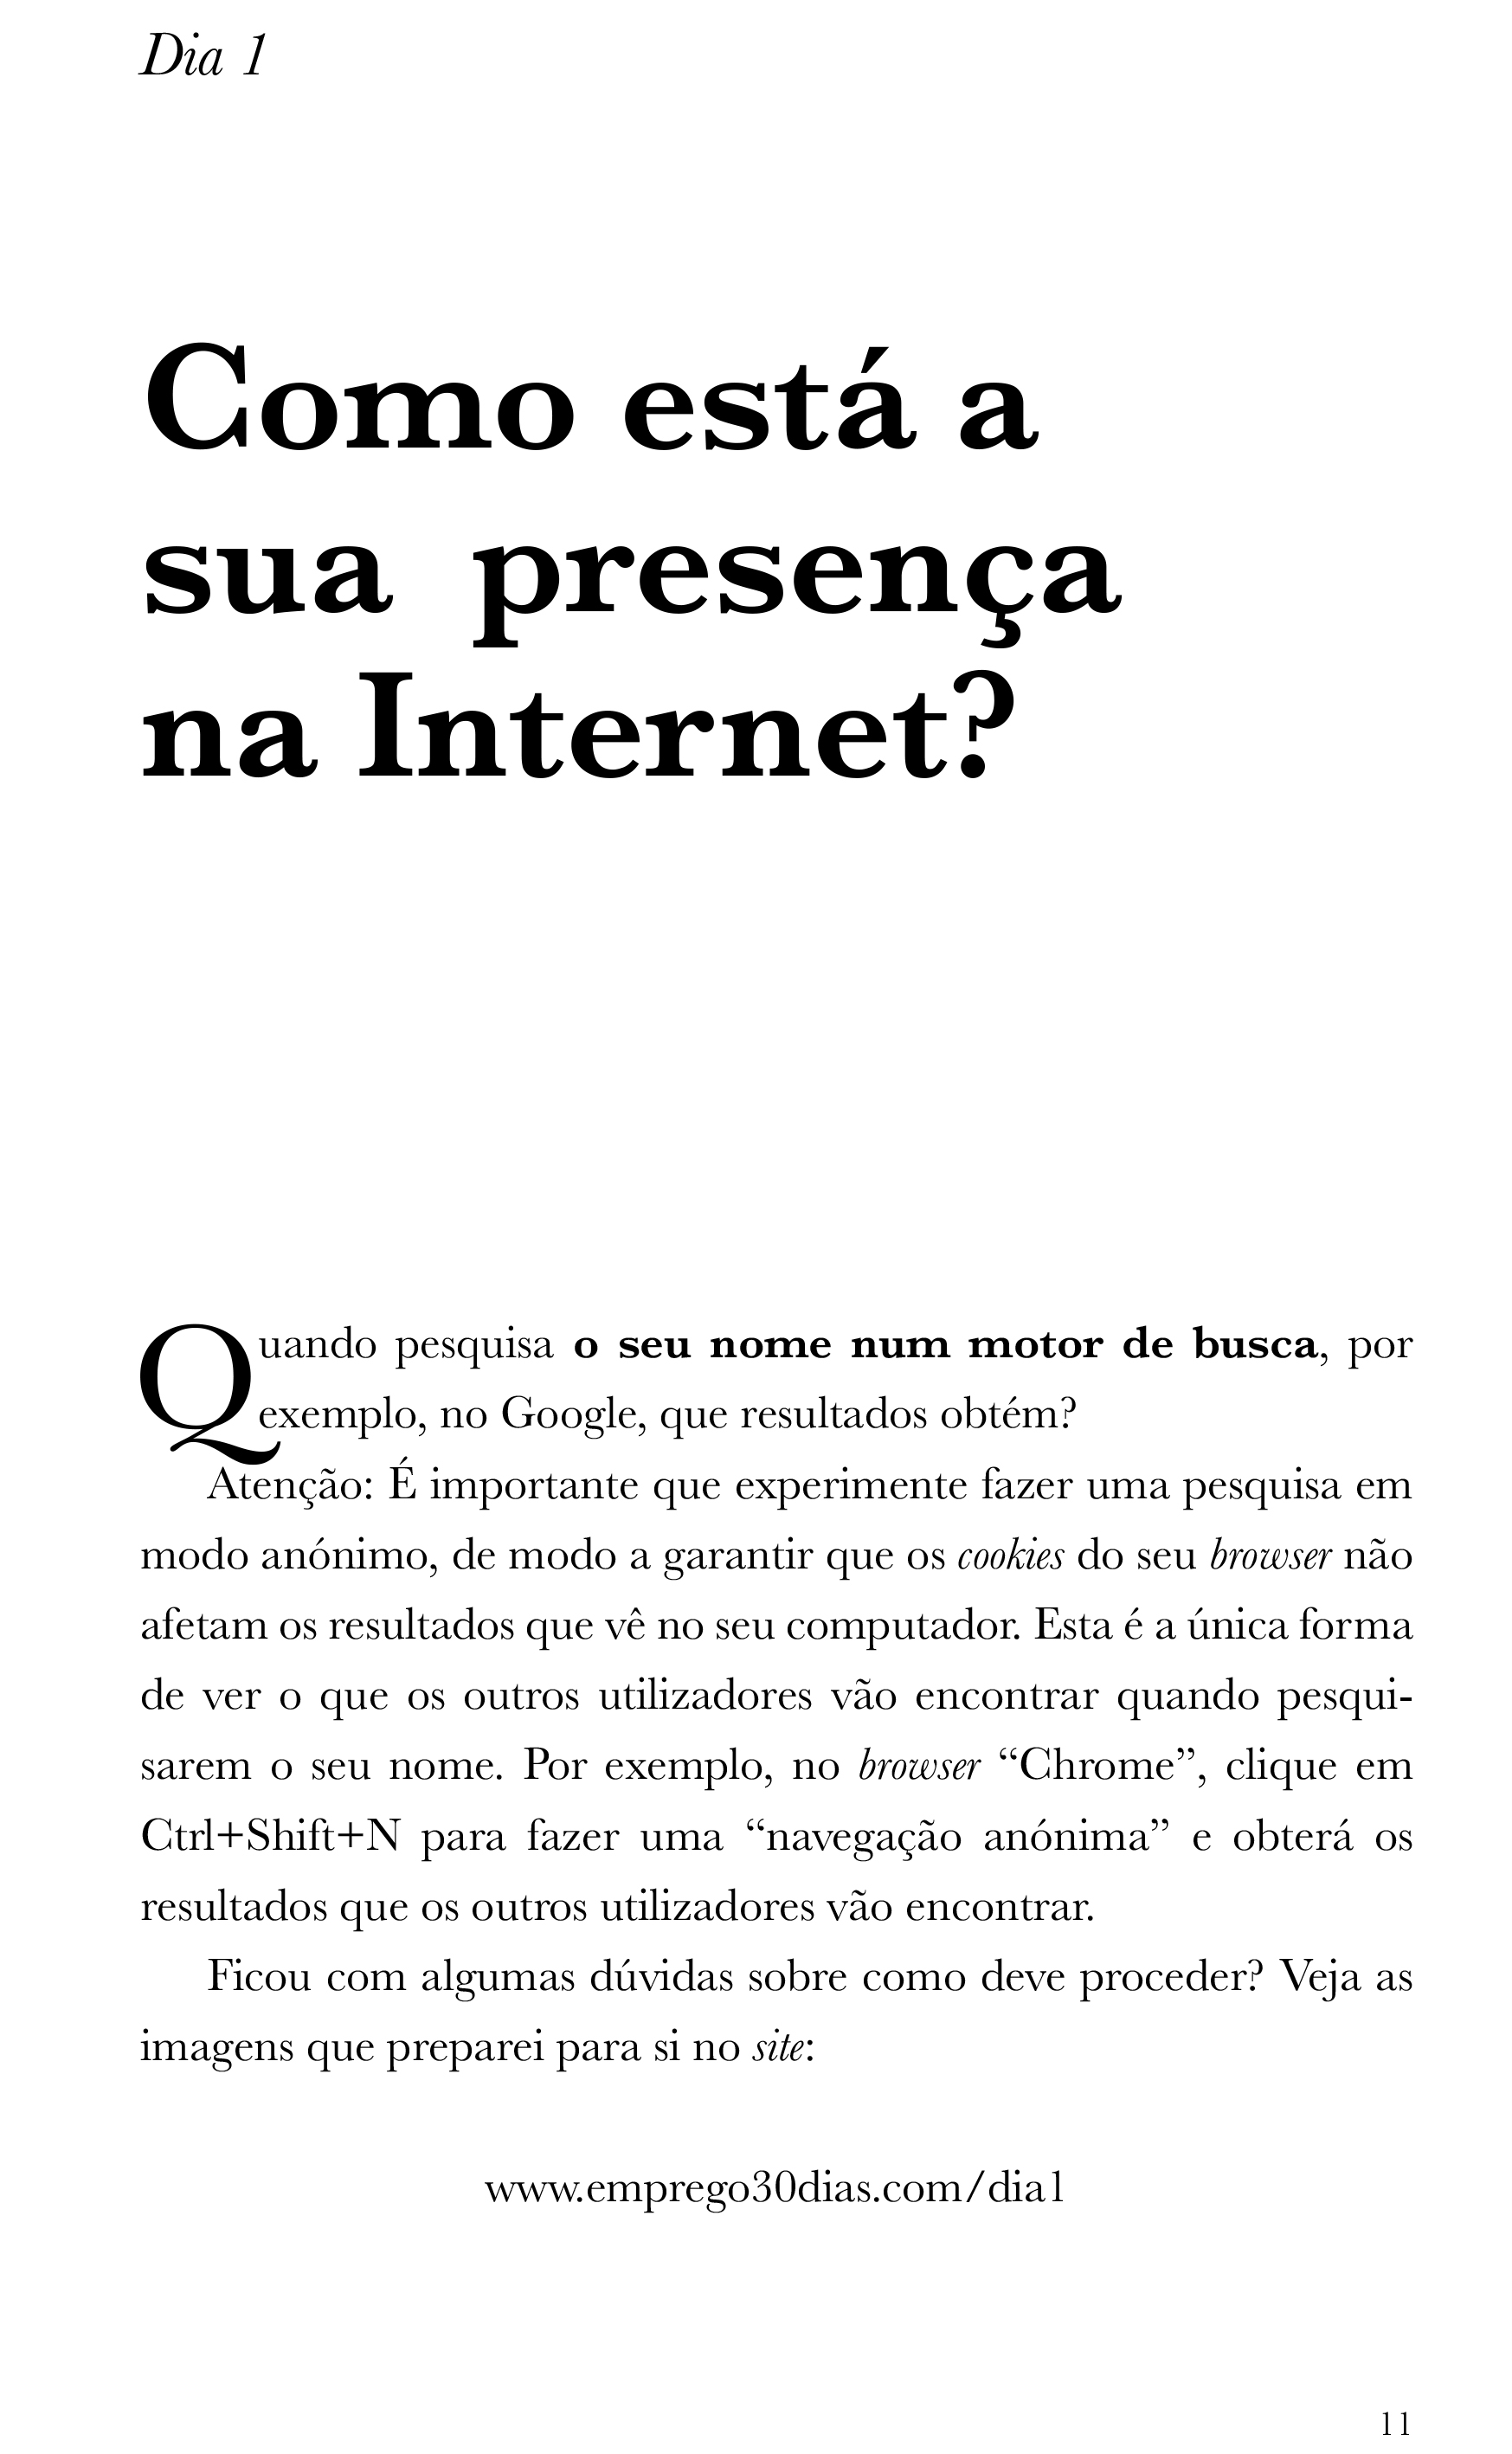 Dia 1
Como está a
sua presença
na Internet?
Quando pesquisa o seu nome num motor de busca, por
exemplo, no Google, que resultados obtém?
Atenção: É importante que experimente fazer uma pesquisa em
modo anónimo, de modo a garantir que os cookies do seu browser não
afetam os resultados que vê no seu computador. Esta é a única forma
de ver o que os outros utilizadores vão encontrar quando pesqui-
sarem o seu nome. Por exemplo, no browser “Chrome”, clique em
Ctrl+Shift+N para fazer uma “navegação anónima” e obterá os
resultados que os outros utilizadores vão encontrar.
Ficou com algumas dúvidas sobre como deve proceder? Veja as
imagens que preparei para si no site:
www.emprego30dias.com/dia1
11